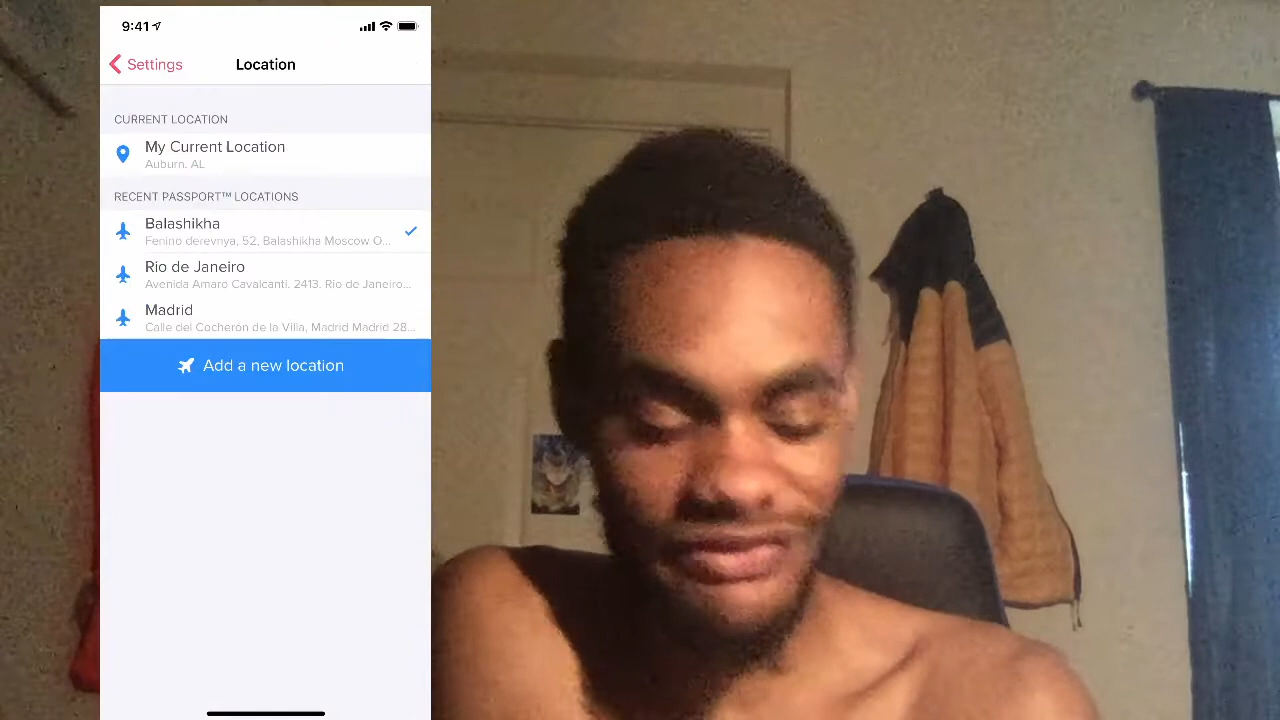 9:41
Settings
Location
CURRENT LOCATION
My Current Location
Auburn, AL
RECENT PASSPORT™ LOCATIONS
Balashikha
Fenino derevnya, 52, Balashikha Moscow O...
Rio de Janeiro
Avenida Amaro Cavalcanti, 2413, Rio de Janeiro...
Madrid
Calle del Cocherón de la Villa, Madrid Madrid 28...
Add a new location